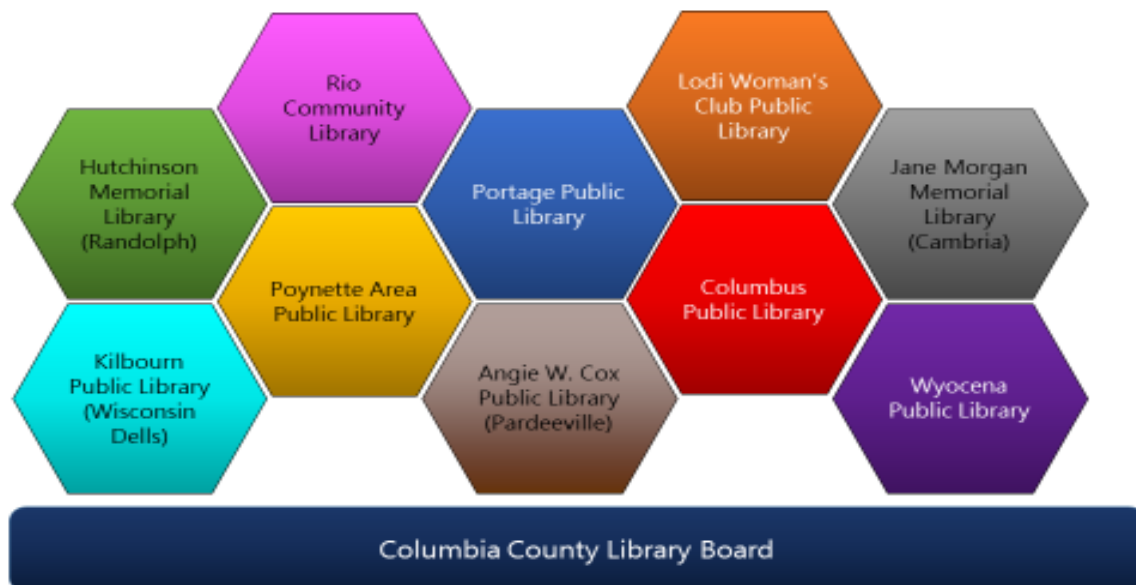 Rio
Community
Library
Lodi Woman's
Club Public
Library
Hutchinson
Memorial
Library
(Randolph)
Portage Public
Library
Jane Morgan
Memorial
Library
(Cambria)
Poynette Area
Public Library
Columbus
Public Library
Kilbourn
Public Library
(Wisconsin
Dells)
Angie W. Cox
Public Library
(Pardeeville)
Wyocena
Public Library
Columbia County Library Board